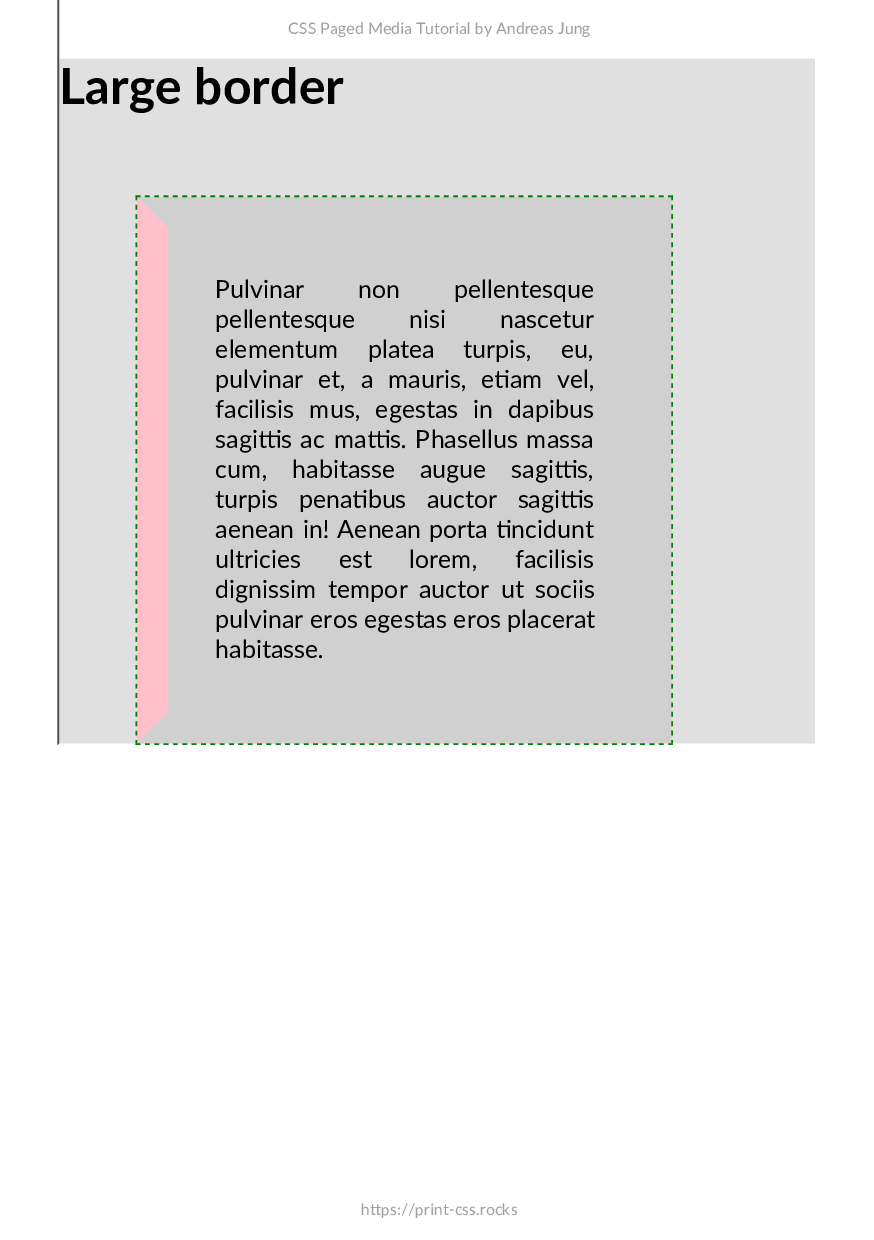 CSS Paged Media Tutorial by Andreas Jung
Large border
Pulvinar non pellentesque
pellentesque nisi nascetur
elementum platea turpis, eu,
pulvinar et, a mauris, etiam vel,
facilisis mus, egestas in dapibus
sagittis ac mattis. Phasellus massa
cum, habitasse augue sagittis,
turpis penatibus auctor sagittis
aenean in! Aenean porta tincidunt
ultricies est lorem, facilisis
dignissim tempor auctor ut sociis
pulvinar eros egestas eros placerat
habitasse.
https://print-css.rocks